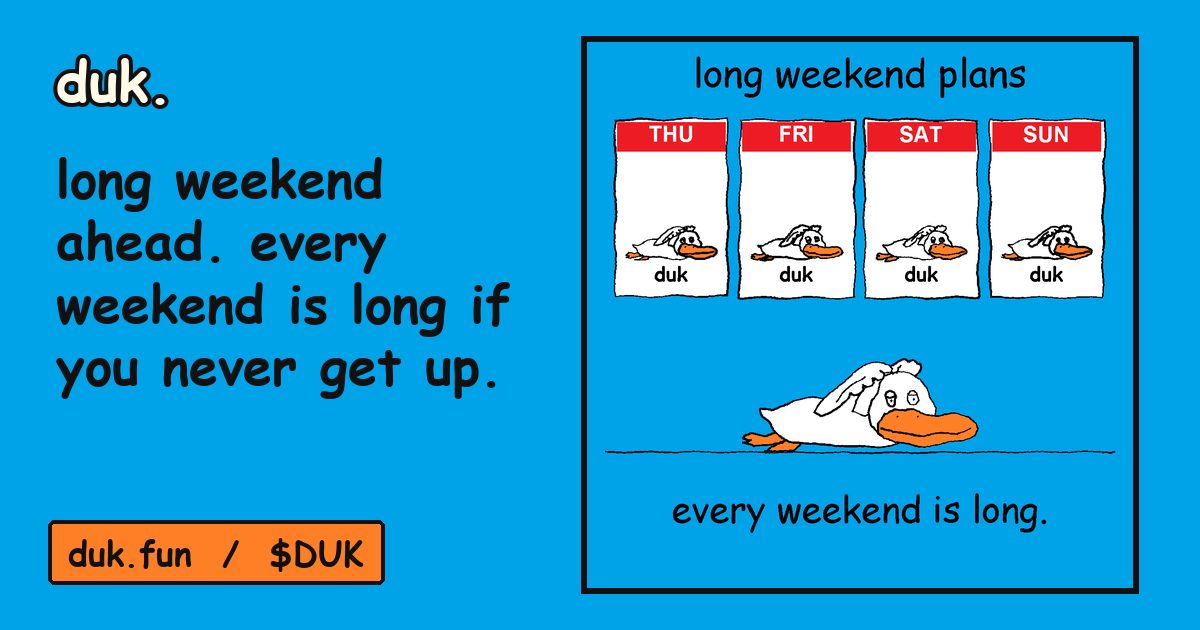 duk.
long weekend
ahead. every
weekend is long if
you never get up.
duk.fun / $DUK
long weekend plans
THU FRI SAT SUN
duk duk duk duk
every weekend is long.